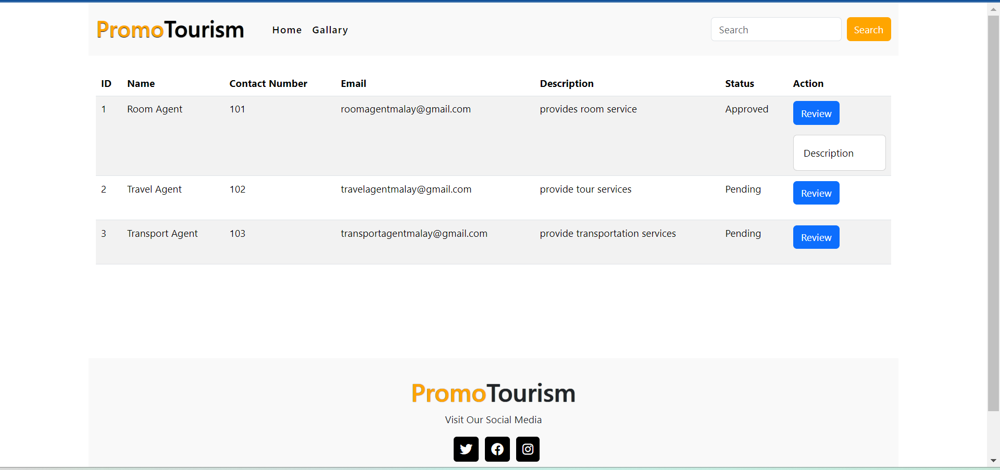 PromoTourism Home Gallary Search Search
ID Name Contact Number Email Description Status Action
1 Room Agent 101 roomagentmalay@gmail.com provides room service Approved Review
Description
2 Travel Agent 102 travelagentmalay@gmail.com provide tour services Pending Review
3 Transport Agent 103 transportagentmalay@gmail.com provide transportation services Pending Review
PromoTourism
Visit Our Social Media